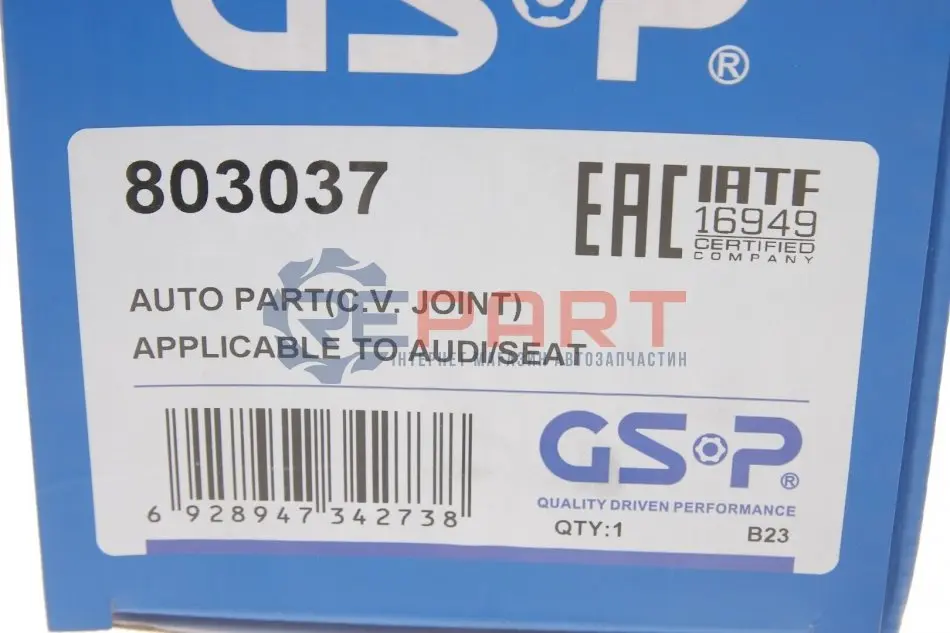 GSP®
803037
EAC IATF
16949
CERTIFIED
COMPANY
AUTO PART(C.V. JOINT)
REPART
APPLICABLE TO AUDI/SEAT
ІНТЕРНЕТ МАГАЗИН АВТОЗАПЧАСТИН
GSP®
QUALITY DRIVEN PERFORMANCE
6 928947 342738
QTY:1 B23